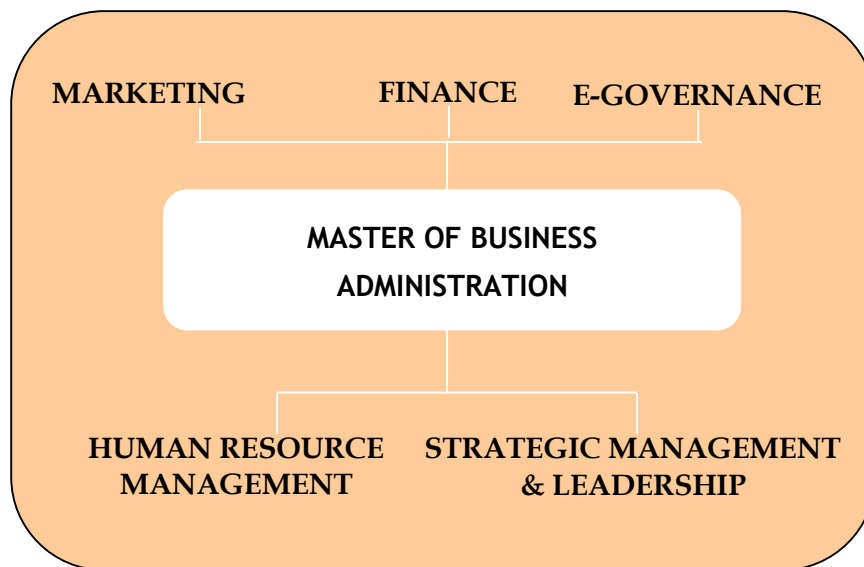 MARKETING
FINANCE
E-GOVERNANCE
MASTER OF BUSINESS
ADMINISTRATION
HUMAN RESOURCE
MANAGEMENT
STRATEGIC MANAGEMENT
& LEADERSHIP